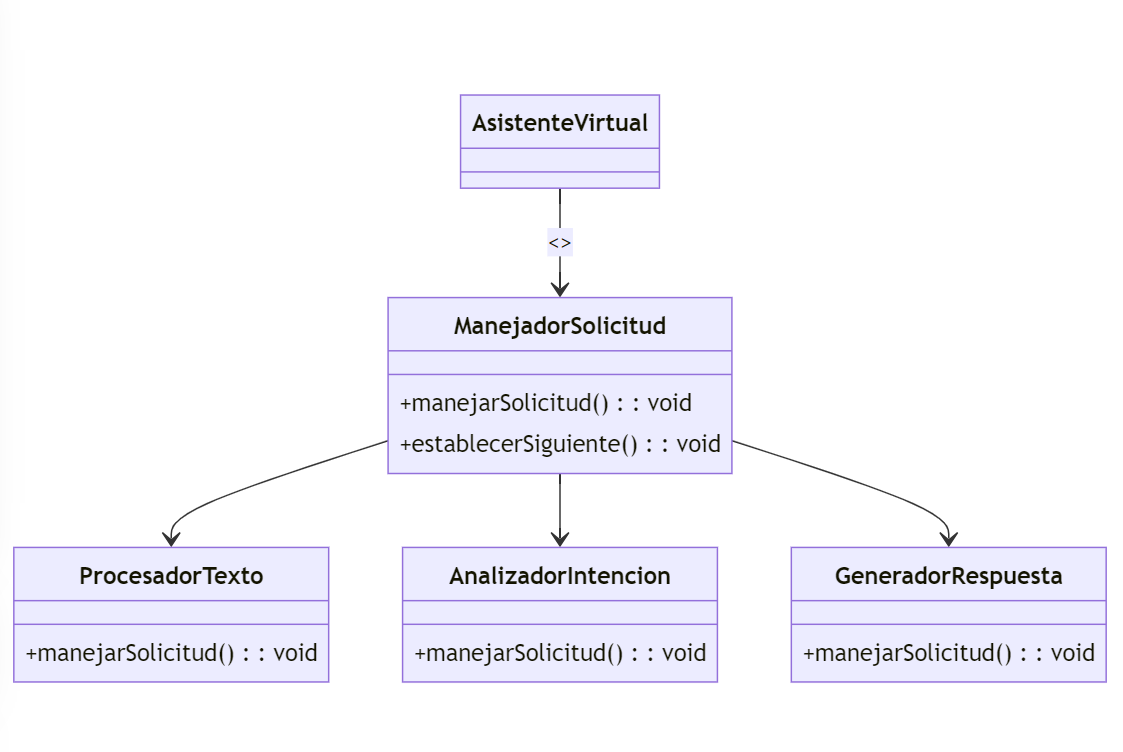 AsistenteVirtual
<>
ManejadorSolicitud
+manejarSolicitud() : : void
+establecerSiguiente() : : void
ProcesadorTexto
+manejarSolicitud() : : void
AnalizadorIntencion
+manejarSolicitud() : : void
GeneradorRespuesta
+manejarSolicitud() : : void